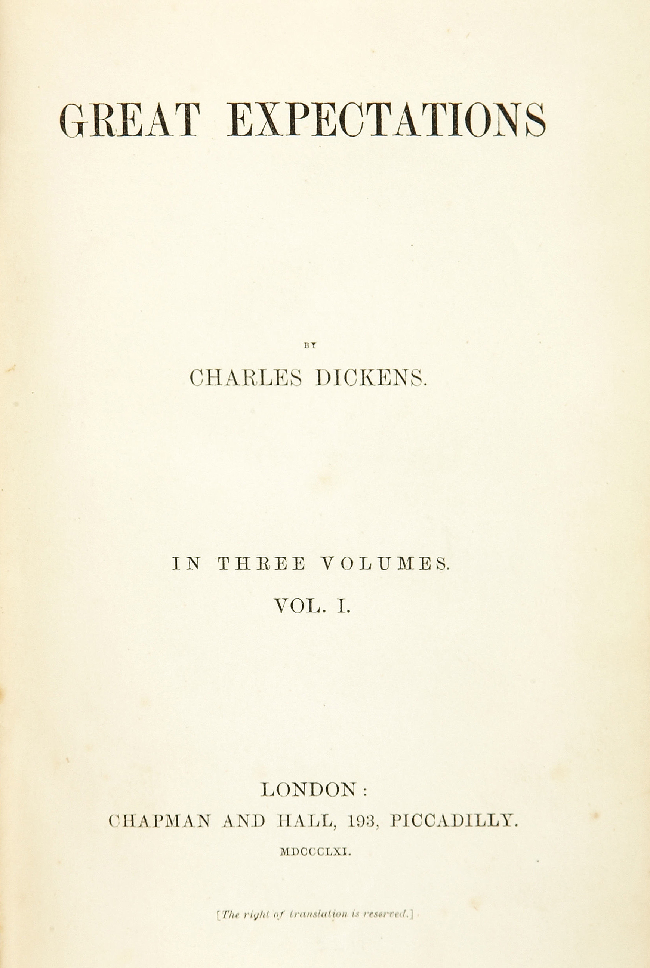 GREAT EXPECTATIONS
BY
CHARLES DICKENS.
IN THREE VOLUMES.
VOL. I.
LONDON:
CHAPMAN AND HALL, 193, PICCADILLY.
MDCCCLXI.
[The right of translation is reserved.]